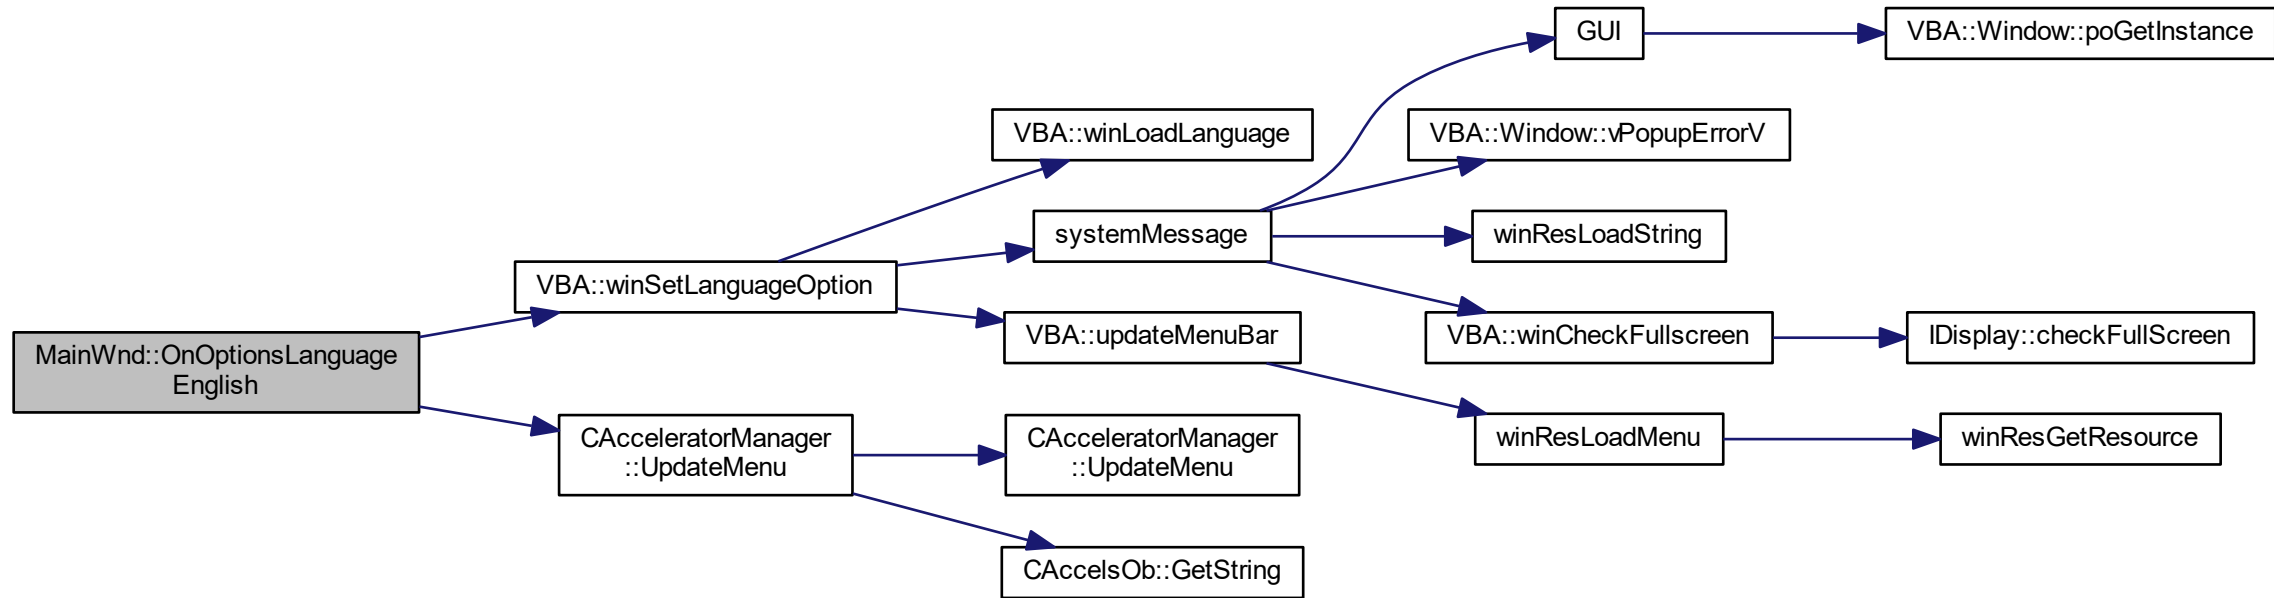 MainWnd::OnOptionsLanguage
English
VBA::winSetLanguageOption
CAcceleratorManager
::UpdateMenu
VBA::winLoadLanguage
systemMessage
VBA::updateMenuBar
CAcceleratorManager
::UpdateMenu
CAccelsOb::GetString
GUI
VBA::Window::vPopupErrorV
winResLoadString
VBA::winCheckFullscreen
winResLoadMenu
VBA::Window::poGetInstance
IDisplay::checkFullScreen
winResGetResource